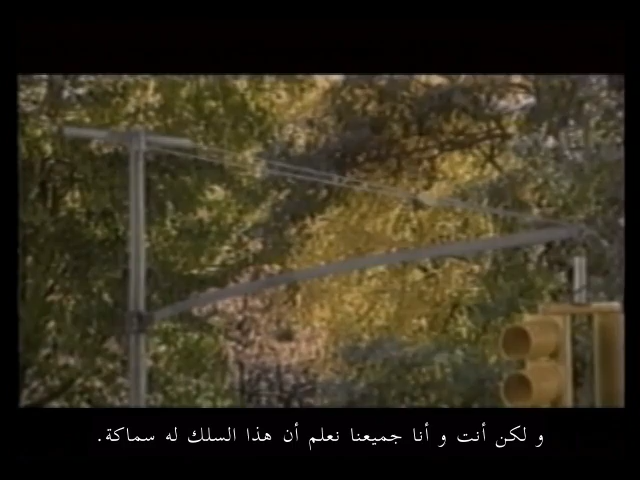 و لكن أنت و أنا جميعنا نعلم أن هذا السلك له سماكة.